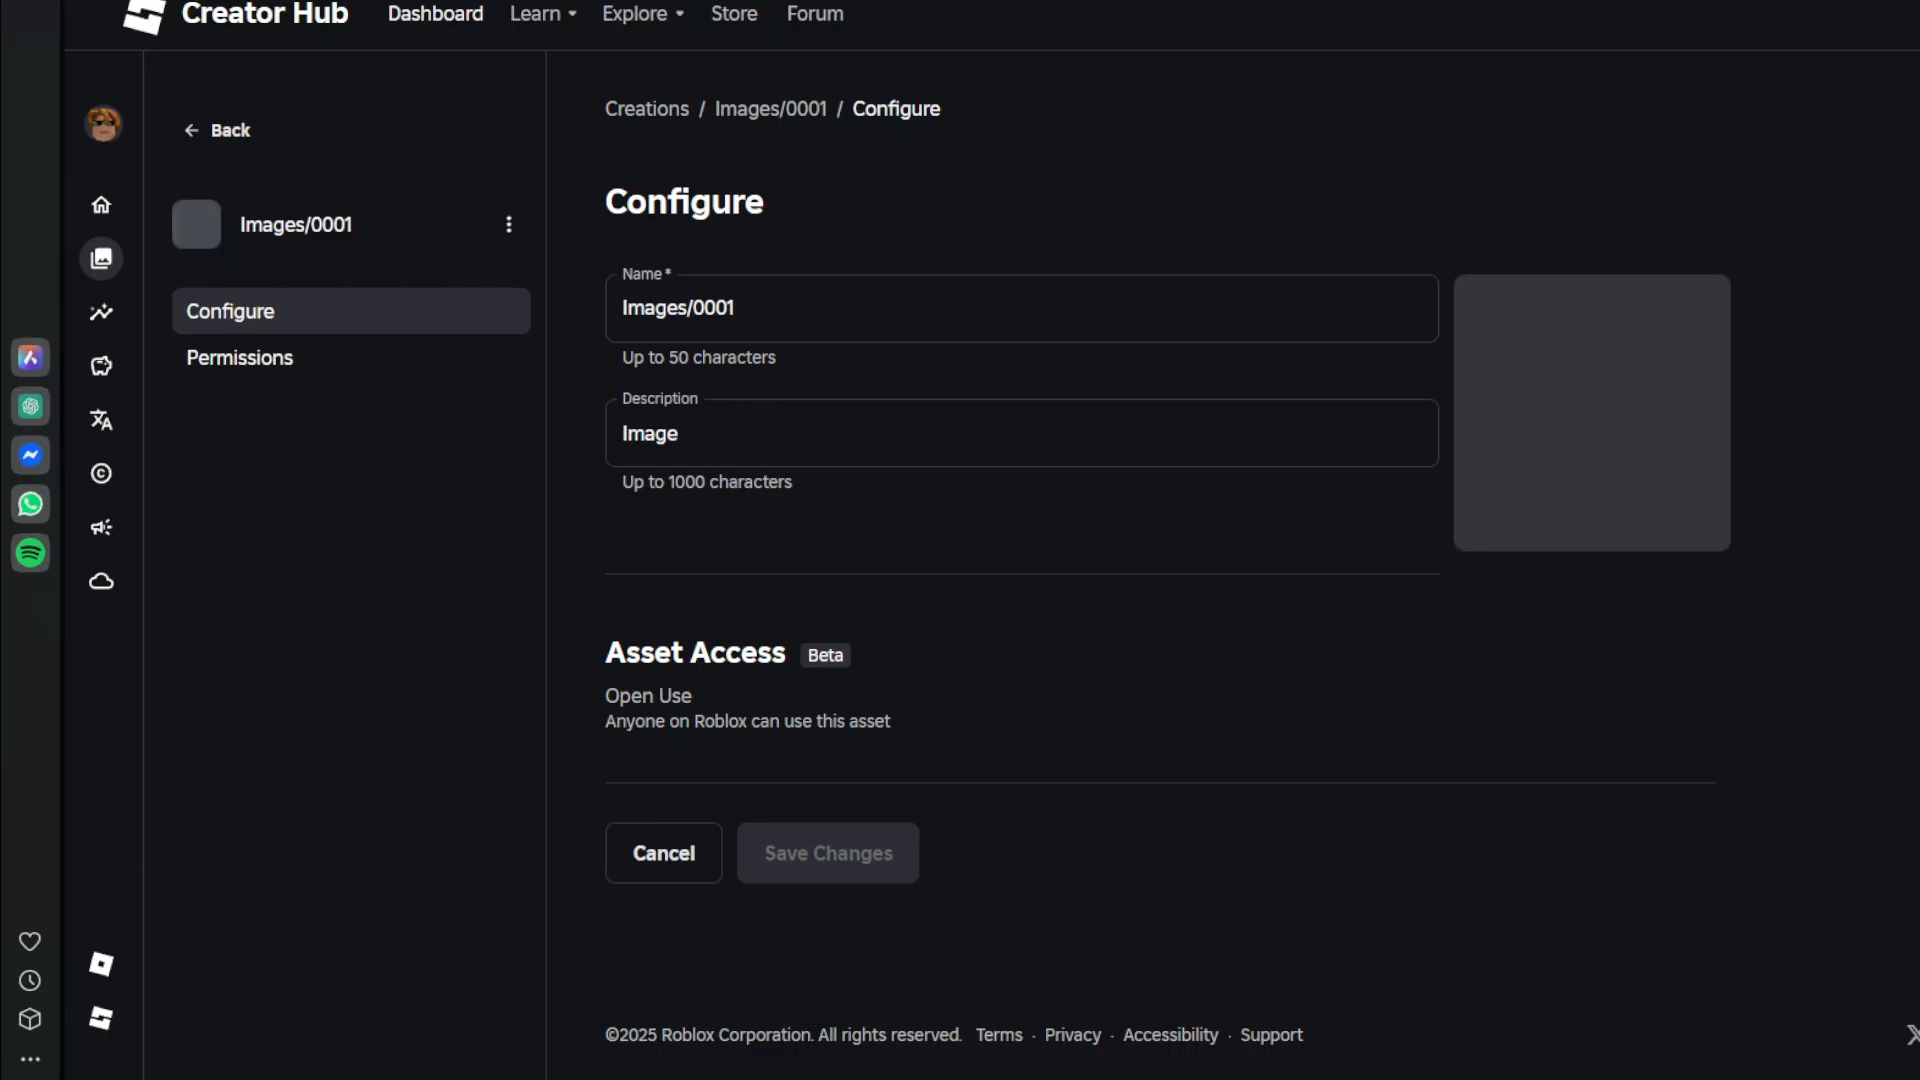 Creator Hub
Dashboard
Learn
Explore
Store
Forum
Back
Images/0001
Configure
Permissions
Creations / Images/0001 / Configure
Configure
Name*
Images/0001
Up to 50 characters
Description
Image
Up to 1000 characters
Asset Access Beta
Open Use
Anyone on Roblox can use this asset
Cancel
Save Changes
©2025 Roblox Corporation. All rights reserved. Terms · Privacy · Accessibility · Support